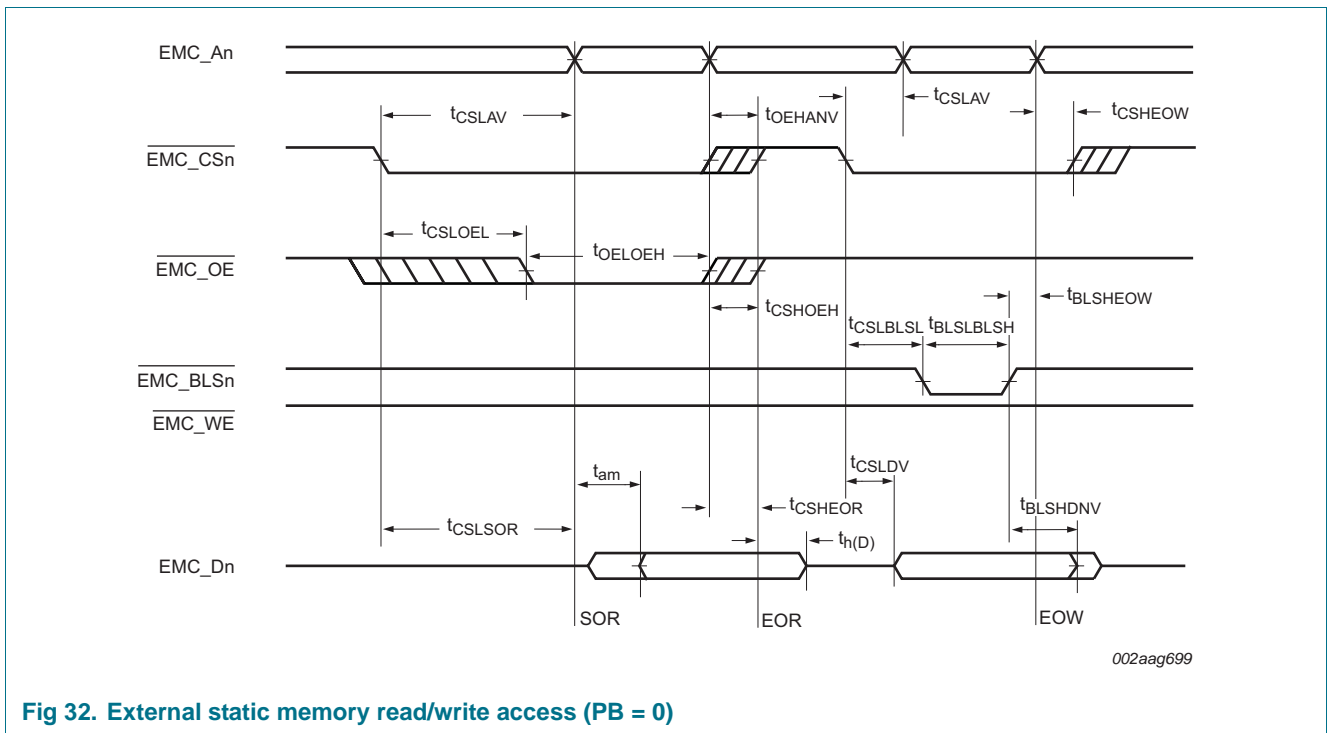 EMC_An
tCSLAV
tOEHANV
tCSLAV
tCSHEOW
EMC_CSn
tCSLOEL
tOELOEH
EMC_OE
tCSHOEH
tBLSHEOW
tCSLBLSL
tBLSLBLSH
EMC_BLSn
EMC_WE
tam
tCSLDV
tCSLSOR
tCSHEOR
tBLSHDNV
th(D)
EMC_Dn
SOR
EOR
EOW
002aag699
Fig 32. External static memory read/write access (PB = 0)